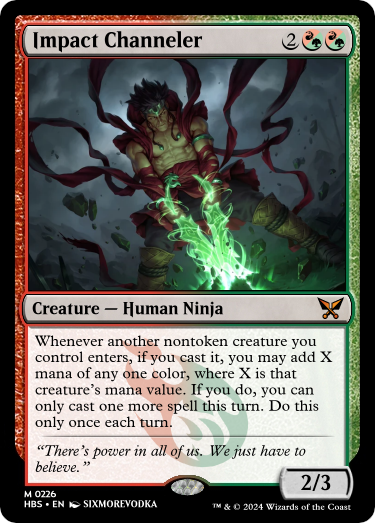 Impact Channeler 2
Creature — Human Ninja
Whenever another nontoken creature you
control enters, if you cast it, you may add X
mana of any one color, where X is that
creature's mana value. If you do, you can
only cast one more spell this turn. Do this
only once each turn.
“There's power in all of us. We just have to
believe.”
2/3
M 0226
HBS • EN SIXMOREVODKA
™ & © 2024 Wizards of the Coast